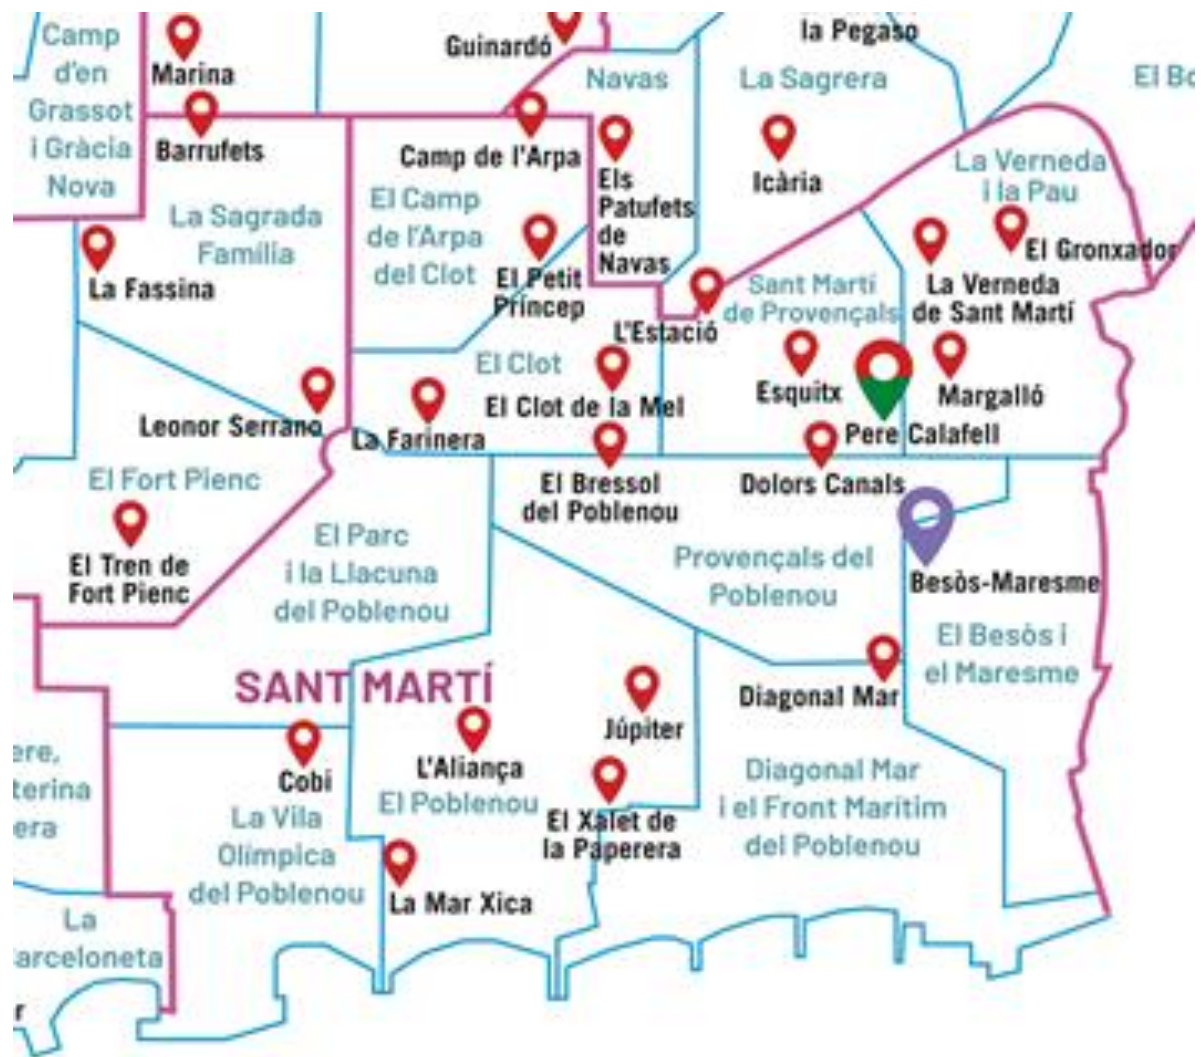 Camp
d'en
Grassot
i Gràcia
Nova
Marina
Barrufets
Guinardó
la Pegaso
Navas
La Sagrera
El
Camp de l'Arpa
Els
Patufets
de
Navas
Icària
La Verneda
i la Pau
El Gronxador
La Verneda
de Sant Martí
La Sagrada
Família
El Camp
de l'Arpa
del Clot
El Petit
Príncep
La Fassina
L'Estació
Sant Martí
de Provençals
El Clot
Esquitx
Margalló
Leonor Serrano
La Farinera
El Clot de la Mel
Pere Calafell
El Fort Pienc
El Bressol
del Poblenou
Dolors Canals
El Tren de
Fort Pienc
El Parc
i la Llacuna
del Poblenou
Provençals del
Poblenou
Besòs-Maresme
El Besòs i
el Maresme
SANT MARTÍ
Diagonal Mar
Júpiter
L'Aliança
Cobi
El Poblenou
La Vila
Olímpica
del Poblenou
El Xalet de
la Paperera
Diagonal Mar
i el Front Marítim
del Poblenou
La Mar Xica
ere,
terina
era
La
arceloneta
r